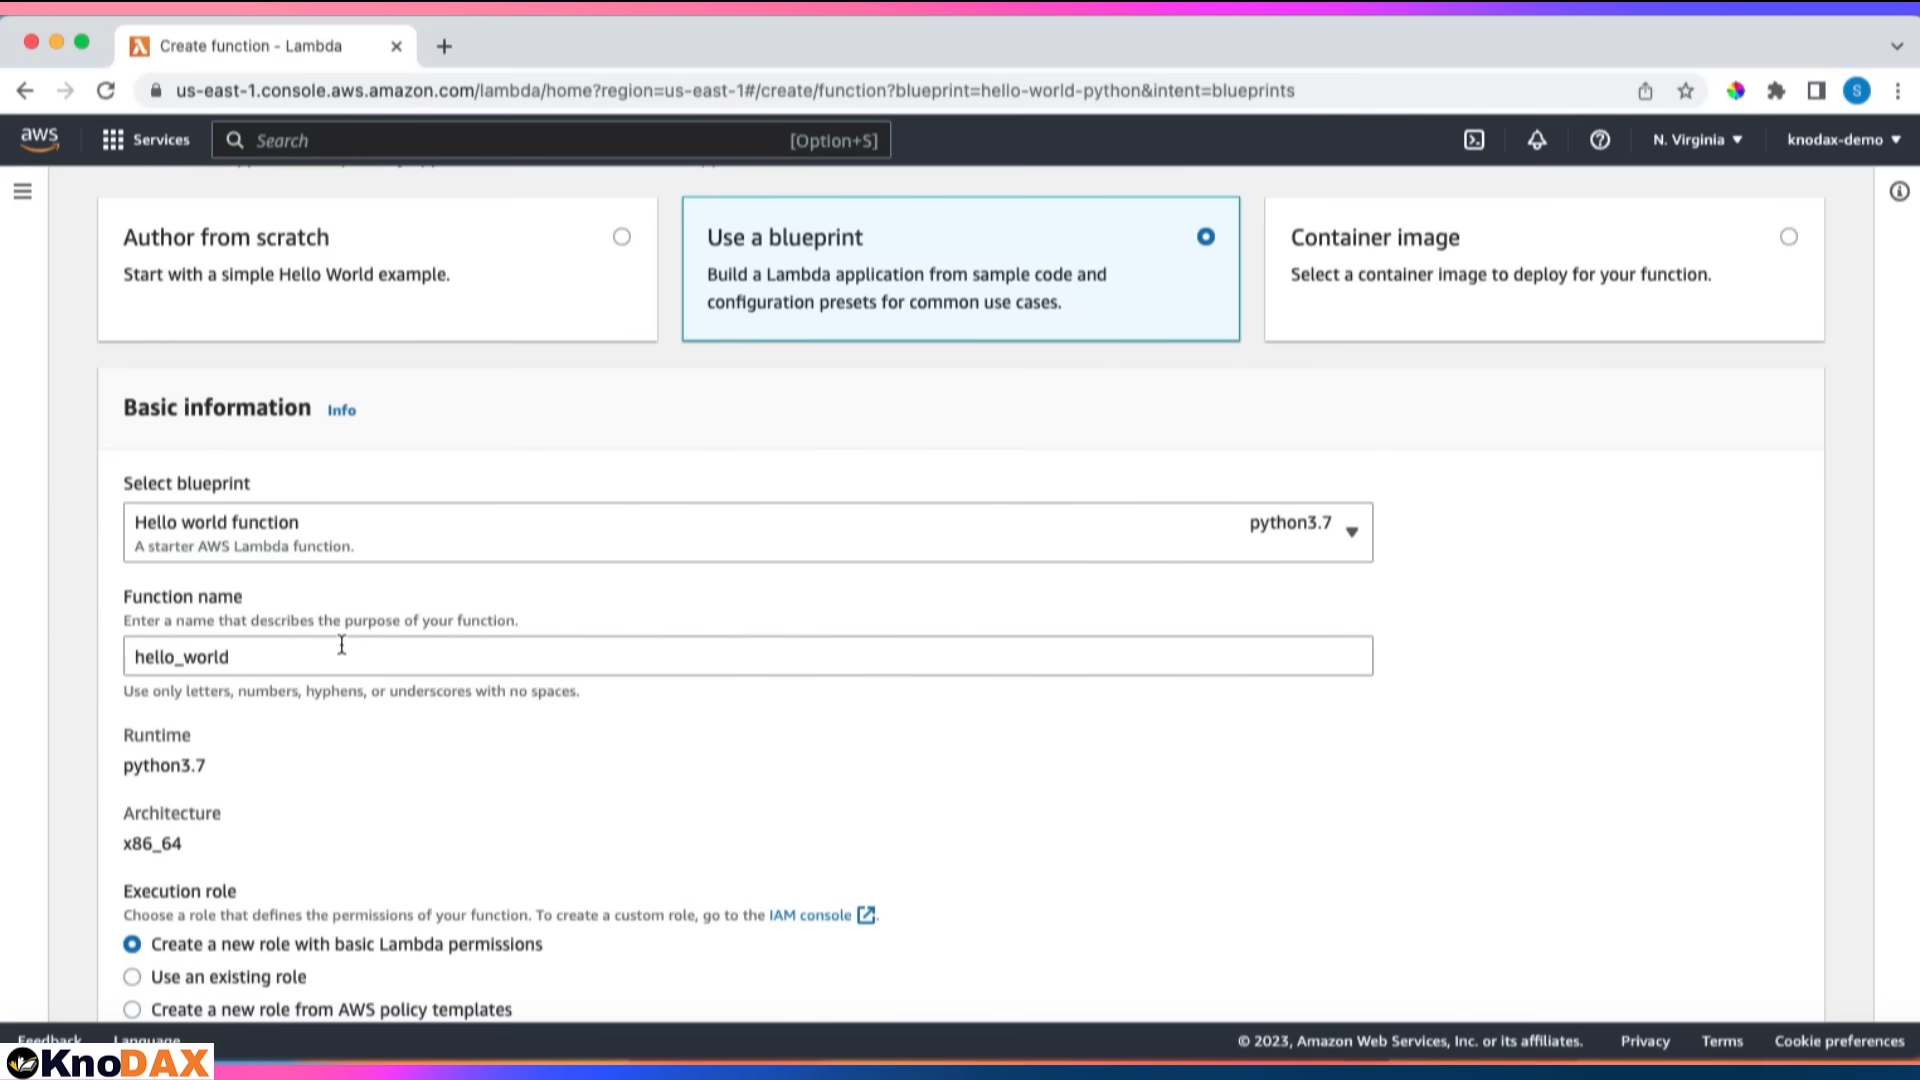 Create function - Lambda
us-east-1.console.aws.amazon.com/lambda/home?region=us-east-1#/create/function?blueprint=hello-world-python&intent=blueprints
S
aws
Services
Search
[Option+S]
N. Virginia
knodax-demo
Author from scratch
Start with a simple Hello World example.
Use a blueprint
Build a Lambda application from sample code and
configuration presets for common use cases.
Container image
Select a container image to deploy for your function.
Basic information Info
Select blueprint
Hello world function
A starter AWS Lambda function.
python3.7
Function name
Enter a name that describes the purpose of your function.
hello_world
Use only letters, numbers, hyphens, or underscores with no spaces.
Runtime
python3.7
Architecture
x86_64
Execution role
Choose a role that defines the permissions of your function. To create a custom role, go to the IAM console.
Create a new role with basic Lambda permissions
Use an existing role
Create a new role from AWS policy templates
Feedback
Language
© 2023, Amazon Web Services, Inc. or its affiliates.
Privacy
Terms
Cookie preferences
KnoDAX